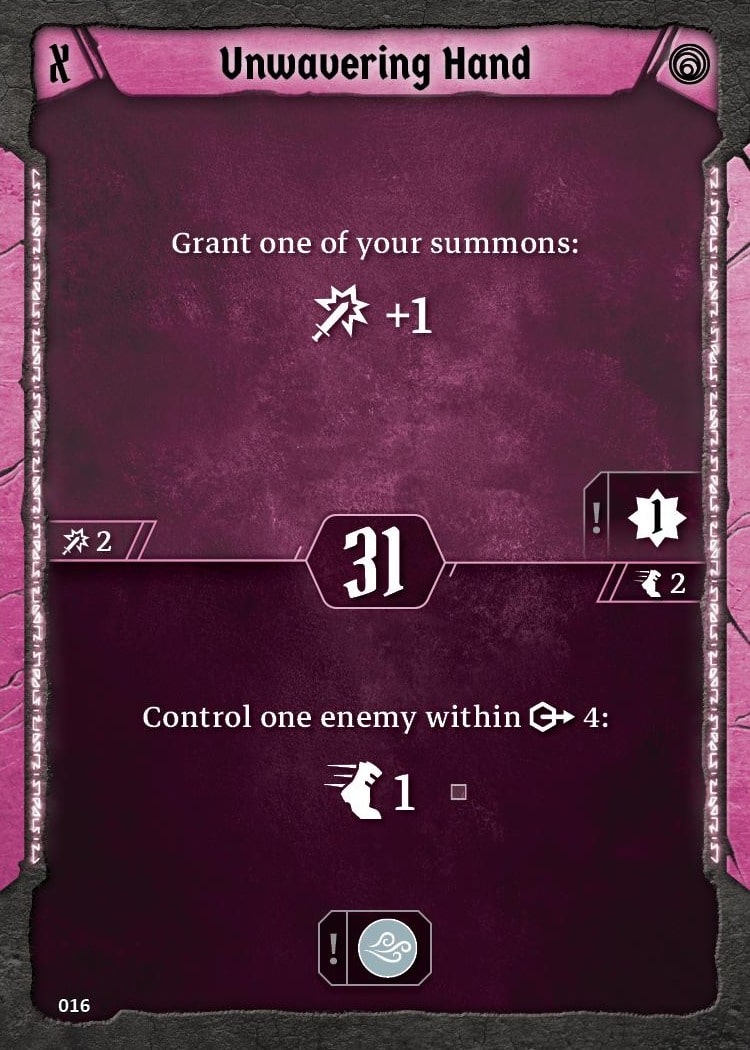 Unwavering Hand
Grant one of your summons:
+1
! 1
2
31
2
Control one enemy within 4:
1
!
016